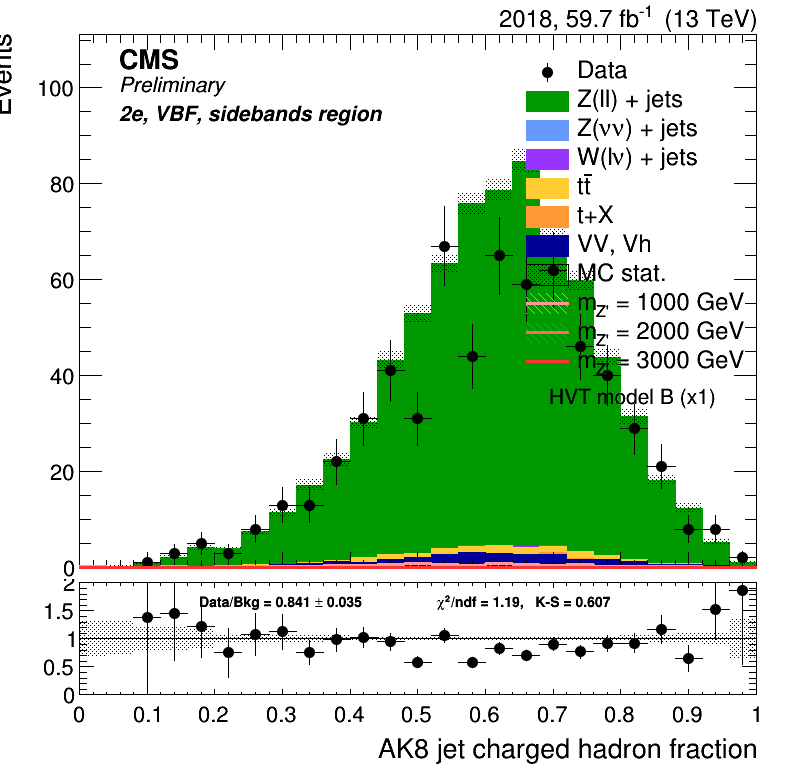 2018, 59.7 fb⁻¹ (13 TeV)
Events
CMS
Preliminary
2e, VBF, sidebands region
Data
Z(ll) + jets
Z(νν) + jets
W(lν) + jets
tt̄
t+X
VV, Vh
MC stat.
m_Z' = 1000 GeV
m_Z' = 2000 GeV
m_Z' = 3000 GeV
HVT model B (x1)
100
80
60
40
20
0
Data/Bkg = 0.841 ± 0.035 χ²/ndf = 1.19, K-S = 0.607
2
1.5
1
0.5
0
0 0.1 0.2 0.3 0.4 0.5 0.6 0.7 0.8 0.9 1
AK8 jet charged hadron fraction